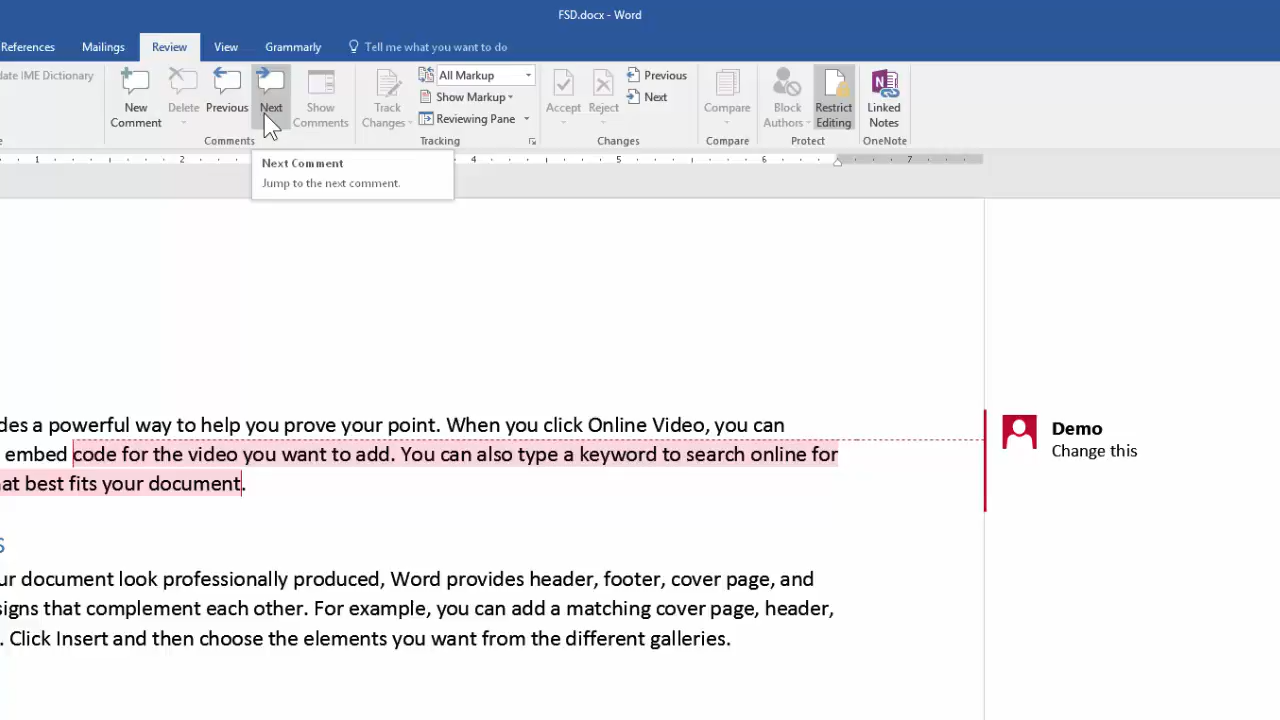 FSD.docx - Word
References Mailings Review View Grammarly Tell me what you want to do
date IME Dictionary
New Comment
Delete
Previous
Next
Show Comments
Comments
Track Changes
All Markup
Show Markup
Reviewing Pane
Tracking
Accept
Reject
Previous
Next
Changes
Compare
Compare
Block Authors
Restrict Editing
Protect
Linked Notes
OneNote
1 2 4 5 6 7
Next Comment
Jump to the next comment.
des a powerful way to help you prove your point. When you click Online Video, you can
embed code for the video you want to add. You can also type a keyword to search online for
at best fits your document.
Demo
Change this
s
ur document look professionally produced, Word provides header, footer, cover page, and
signs that complement each other. For example, you can add a matching cover page, header,
. Click Insert and then choose the elements you want from the different galleries.